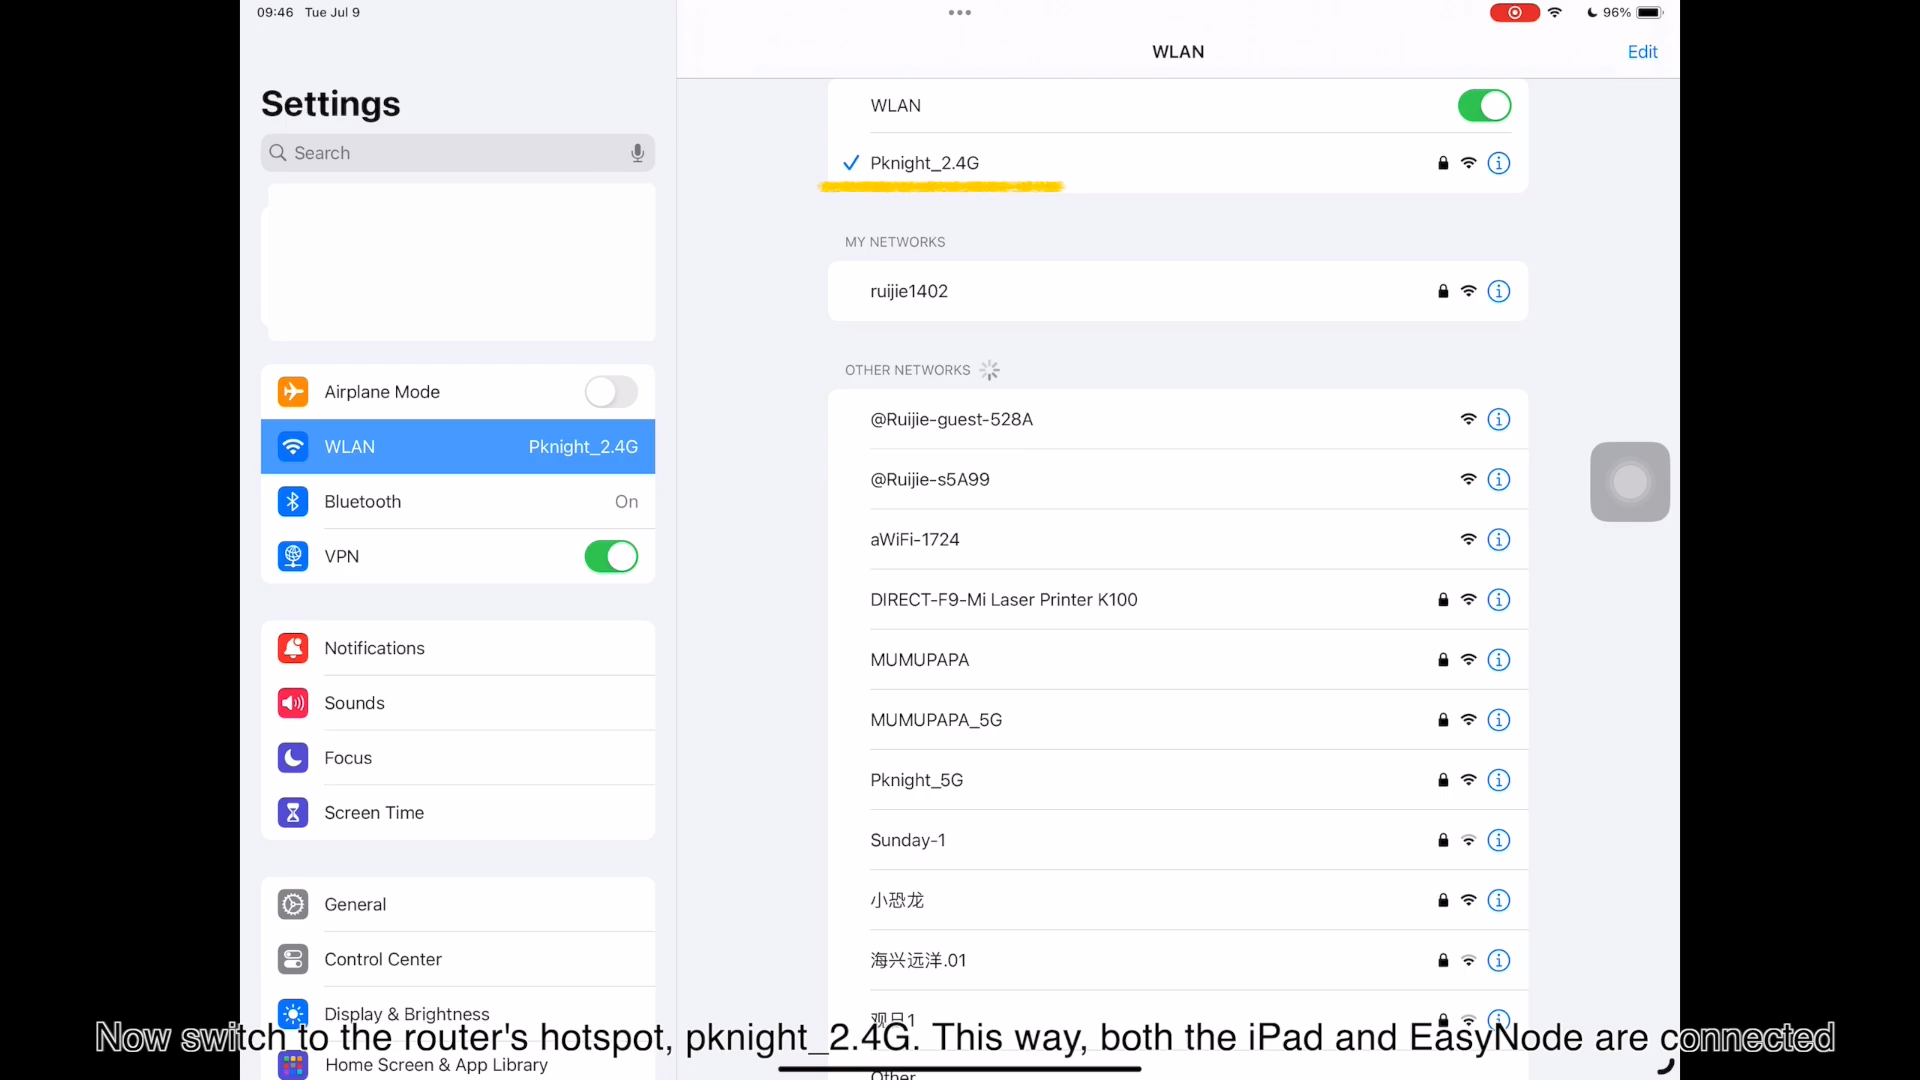 09:46 Tue Jul 9
96%
WLAN
Edit
Settings
Search
WLAN
Pknight_2.4G
MY NETWORKS
ruijie1402
OTHER NETWORKS
@Ruijie-guest-528A
@Ruijie-s5A99
aWiFi-1724
DIRECT-F9-Mi Laser Printer K100
MUMUPAPA
MUMUPAPA_5G
Pknight_5G
Sunday-1
小恐龙
海兴远洋.01
观日1
Other...
Airplane Mode
WLAN Pknight_2.4G
Bluetooth On
VPN
Notifications
Sounds
Focus
Screen Time
General
Control Center
Display & Brightness
Home Screen & App Library
Now switch to the router's hotspot, pknight_2.4G. This way, both the iPad and EasyNode are connected